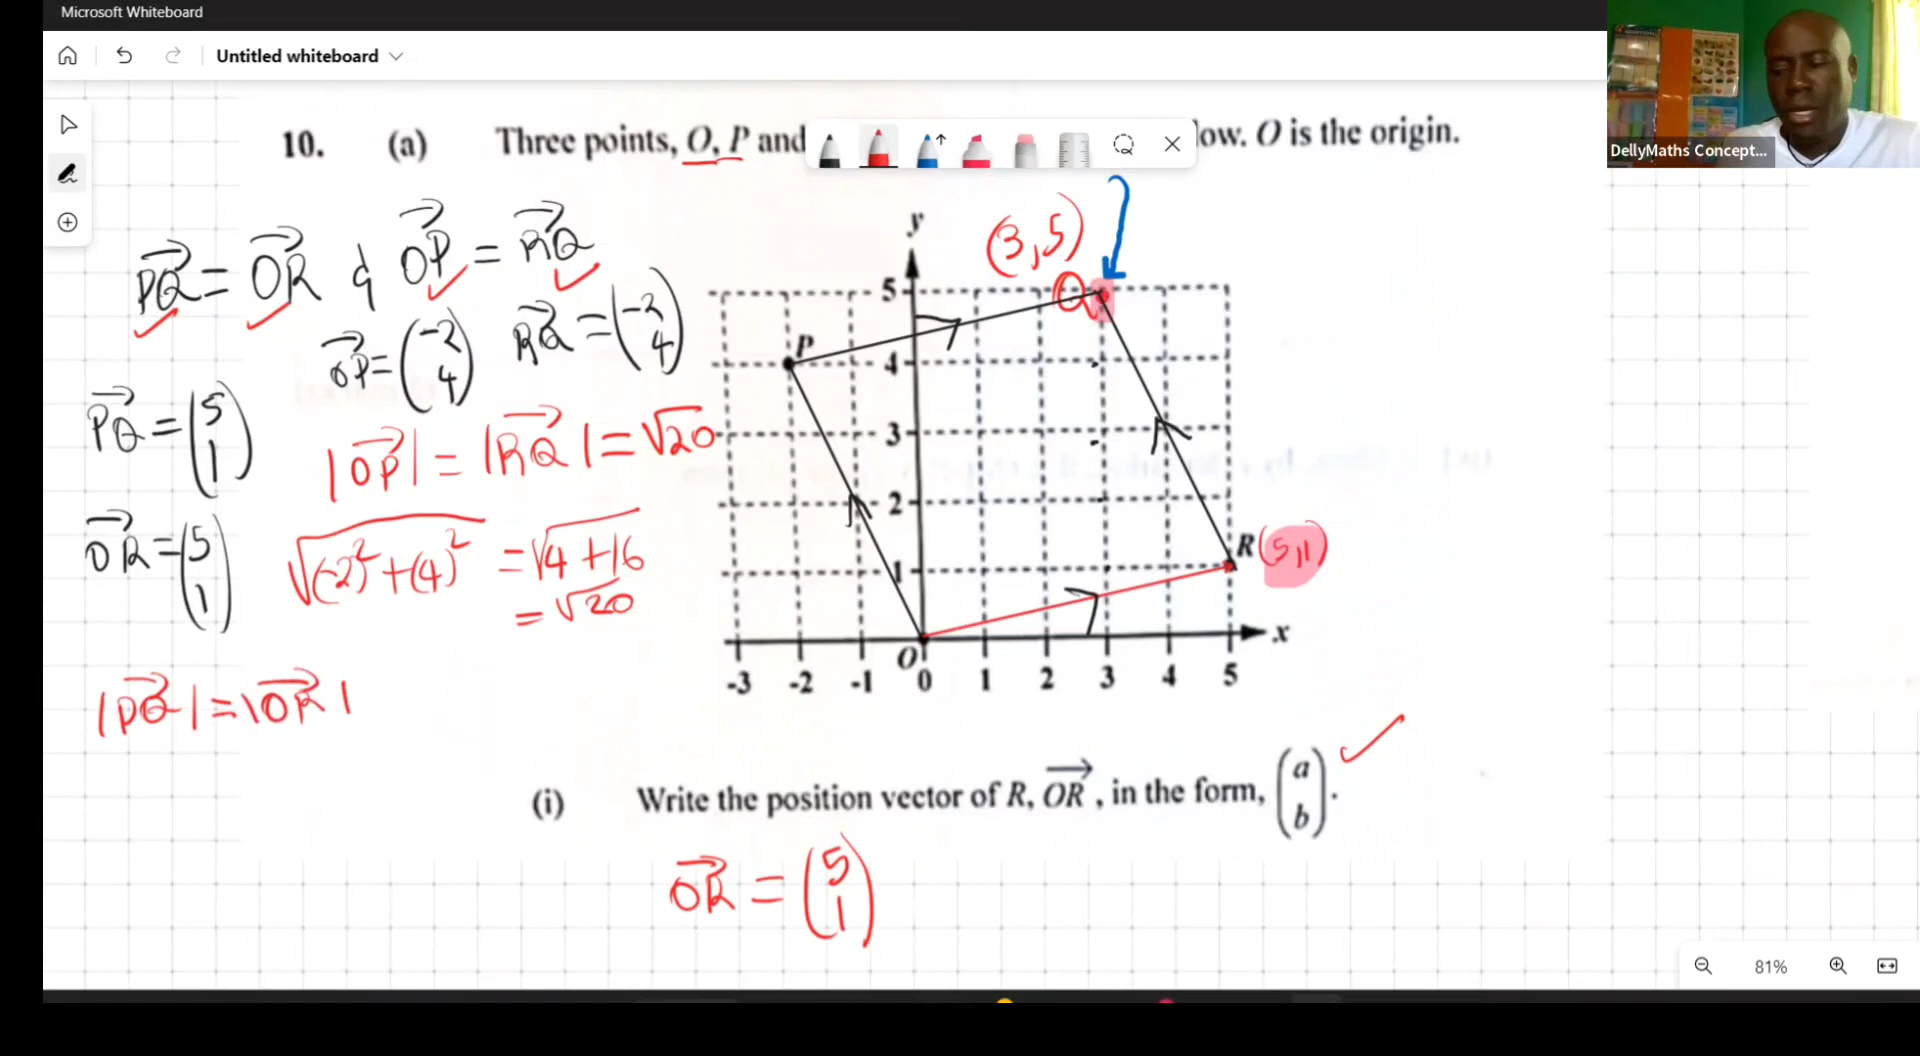 Microsoft Whiteboard
Untitled whiteboard
DellyMaths Concept...
10. (a) Three points, O, P and
low. O is the origin.
PQ = OR & OP = RQ
OP = (-2 4)
RQ = (-2 4)
PQ = (5 1)
|OP| = |RQ| = √20
OR = (5 1)
√(-2)² + (4)² = √4 + 16
= √20
|PQ| = |OR|
(3, 5)
y
Q
5
P
4
3
2
1
R (5, 1)
O
x
-3 -2 -1 0 1 2 3 4 5
(i) Write the position vector of R, OR, in the form, (a b).
OR = (5 1)
81%